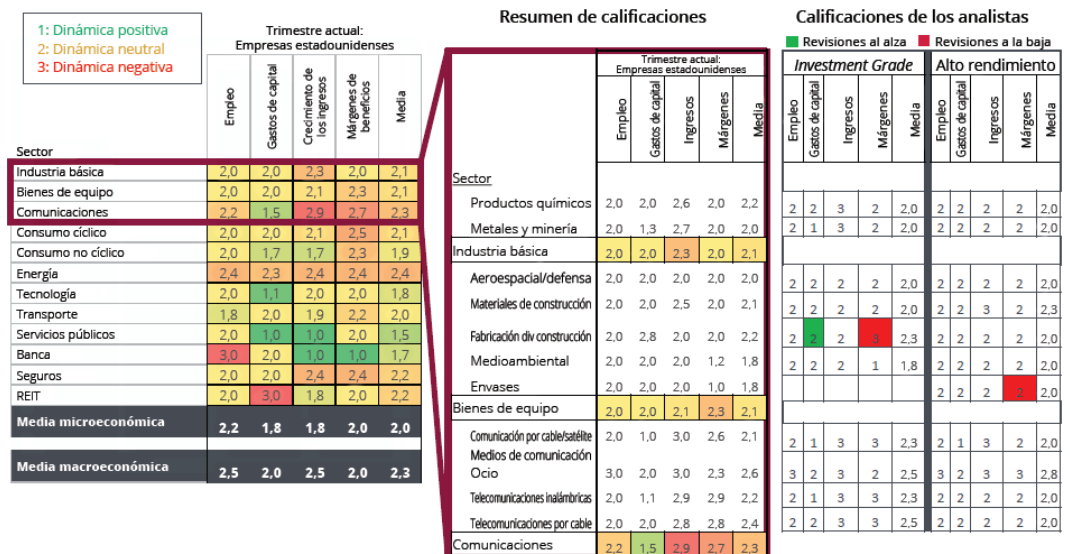 1: Dinámica positiva
2: Dinámica neutral
3: Dinámica negativa
Trimestre actual:
Empresas estadounidenses
Sector Empleo Gastos de capital Crecimiento de los ingresos Márgenes de beneficios Media
Industria básica 2,0 2,0 2,3 2,0 2,1
Bienes de equipo 2,0 2,0 2,1 2,3 2,1
Comunicaciones 2,2 1,5 2,9 2,7 2,3
Consumo cíclico 2,0 2,0 2,1 2,5 2,1
Consumo no cíclico 2,0 1,7 1,7 2,3 1,9
Energía 2,4 2,3 2,4 2,4 2,4
Tecnología 2,0 1,1 2,0 2,0 1,8
Transporte 1,8 2,0 1,9 2,2 2,0
Servicios públicos 2,0 1,0 1,0 2,0 1,5
Banca 3,0 2,0 1,0 1,0 1,7
Seguros 2,0 2,0 2,4 2,4 2,2
REIT 2,0 3,0 1,8 2,0 2,2
Media microeconómica 2,2 1,8 1,8 2,0 2,0
Media macroeconómica 2,5 2,0 2,5 2,0 2,3
Resumen de calificaciones
Trimestre actual:
Empresas estadounidenses
Sector Empleo Gastos de capital Ingresos Márgenes Media
Productos químicos 2,0 2,0 2,6 2,0 2,2
Metales y minería 2,0 1,3 2,7 2,0 2,0
Industria básica 2,0 2,0 2,3 2,0 2,1
Aeroespacial/defensa 2,0 2,0 2,0 2,0 2,0
Materiales de construcción 2,0 2,0 2,5 2,0 2,1
Fabricación div construcción 2,0 2,8 2,0 2,0 2,2
Medioambiental 2,0 2,0 2,0 1,2 1,8
Envases 2,0 2,0 2,0 1,0 1,8
Bienes de equipo 2,0 2,0 2,1 2,3 2,1
Comunicación por cable/satélite 2,0 1,0 3,0 2,6 2,1
Medios de comunicación
Ocio 3,0 2,0 3,0 2,3 2,6
Telecomunicaciones inalámbricas 2,0 1,1 2,9 2,9 2,2
Telecomunicaciones por cable 2,0 2,0 2,8 2,8 2,4
Comunicaciones 2,2 1,5 2,9 2,7 2,3
Calificaciones de los analistas
Revisiones al alza Revisiones a la baja
Investment Grade Alto rendimiento
Empleo Gastos de capital Ingresos Márgenes Media Empleo Gastos de capital Ingresos Márgenes Media
2 2 3 2 2,0 2 2 2 2 2,0
2 1 3 2 2,0 2 2 2 2 2,0
2 2 2 2 2,0 2 2 2 2 2,0
2 2 2 2 2,0 2 2 3 2 2,3
2 2 2 3 2,3 2 2 2 2 2,0
2 2 2 1 1,8 2 2 2 2 2,0
2 2 2 2 2,0
2 1 3 3 2,3 2 1 3 2 2,0
3 2 3 2 2,5 3 2 3 3 2,8
2 1 3 3 2,3 2 2 2 2 2,0
2 2 3 3 2,5 2 2 2 2 2,0